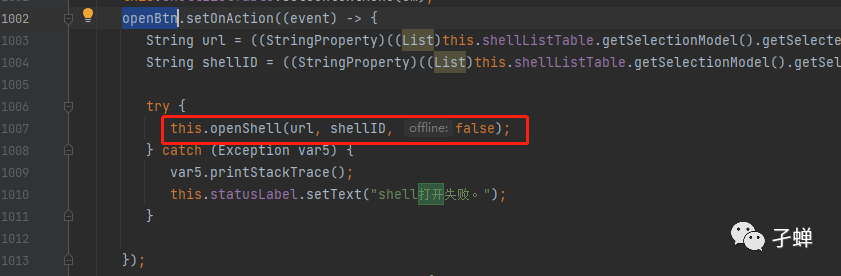 1002 openBtn.setOnAction((event) -> {
1003 String url = ((StringProperty)((List)this.shellListTable.getSelectionModel().getSelecte
1004 String shellID = ((StringProperty)((List)this.shellListTable.getSelectionModel().getSel
1005
1006 try {
1007 this.openShell(url, shellID, offline: false);
1008 } catch (Exception var5) {
1009 var5.printStackTrace();
1010 this.statusLabel.setText("shell打开失败。");
1011 }
1012
1013 });
孑蝉